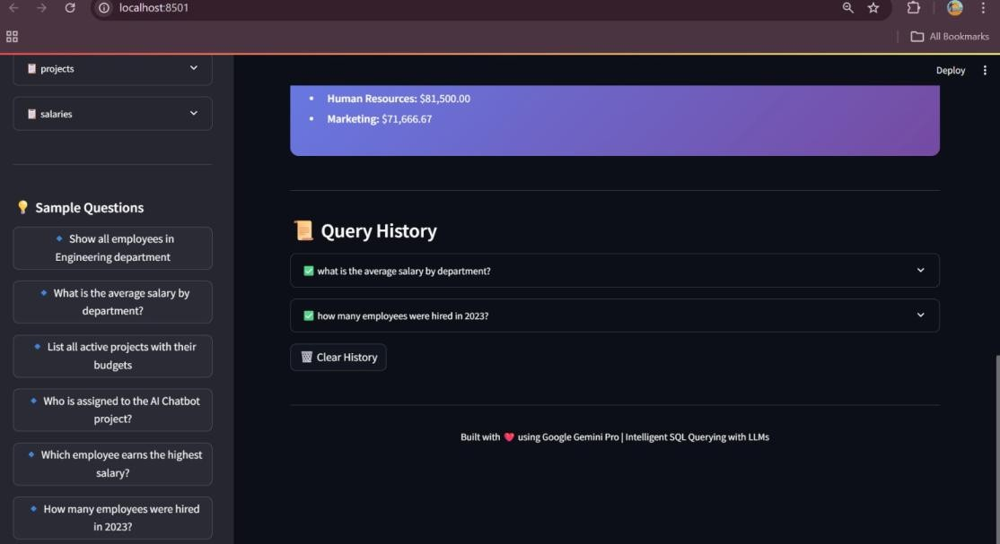 localhost:8501
All Bookmarks
projects
salaries
Sample Questions
Show all employees in
Engineering department
What is the average salary by
department?
List all active projects with their
budgets
Who is assigned to the AI Chatbot
project?
Which employee earns the highest
salary?
How many employees were hired
in 2023?
Deploy
Human Resources: $81,500.00
Marketing: $71,666.67
Query History
what is the average salary by department?
how many employees were hired in 2023?
Clear History
Built with ❤️ using Google Gemini Pro | Intelligent SQL Querying with LLMs